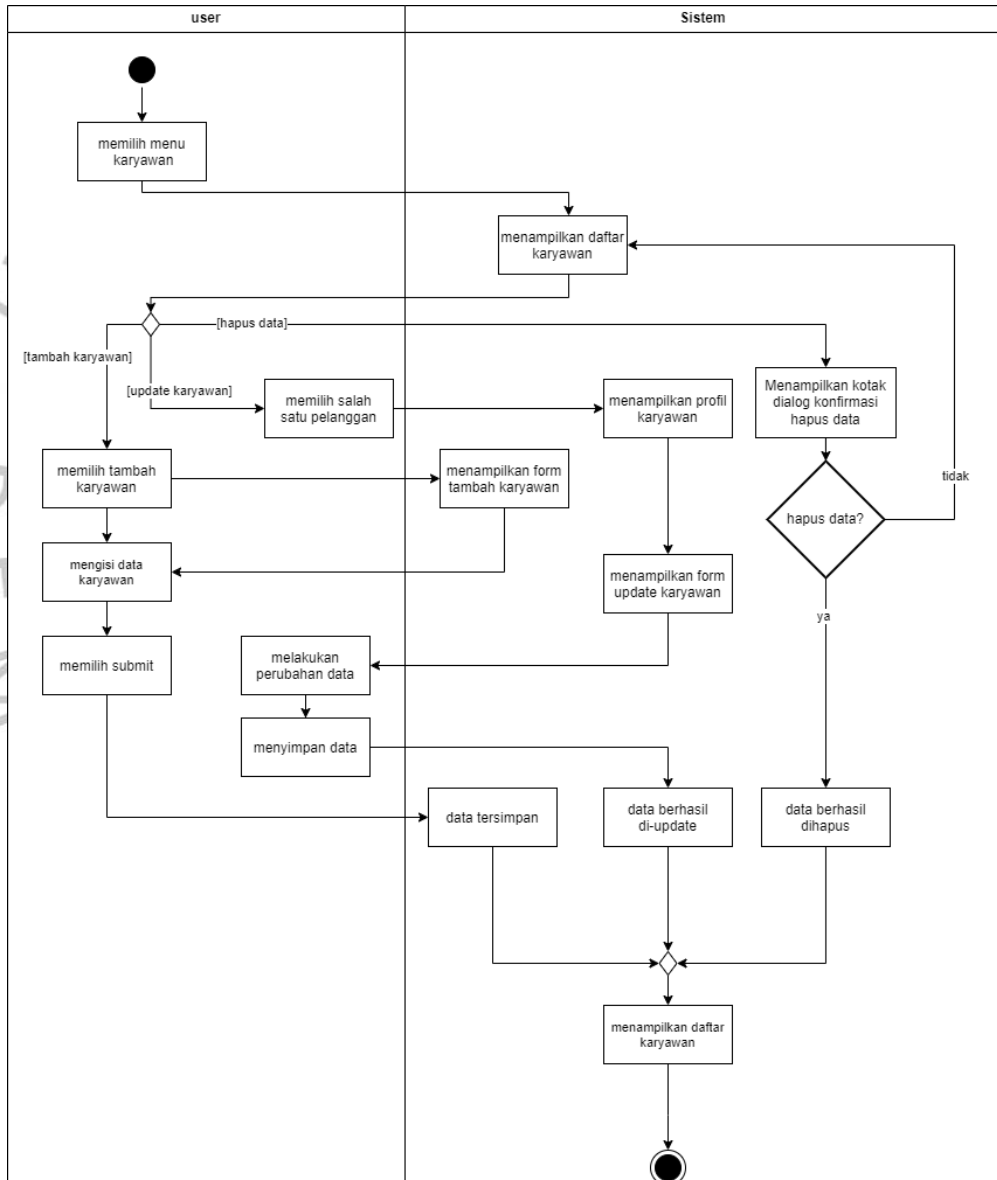 user
Sistem
memilih menu
karyawan
menampilkan daftar
karyawan
[hapus data]
[tambah karyawan]
[update karyawan]
memilih salah
satu pelanggan
menampilkan profil
karyawan
Menampilkan kotak
dialog konfirmasi
hapus data
memilih tambah
karyawan
menampilkan form
tambah karyawan
tidak
hapus data?
mengisi data
karyawan
menampilkan form
update karyawan
ya
memilih submit
melakukan
perubahan data
menyimpan data
data tersimpan
data berhasil
di-update
data berhasil
dihapus
menampilkan daftar
karyawan